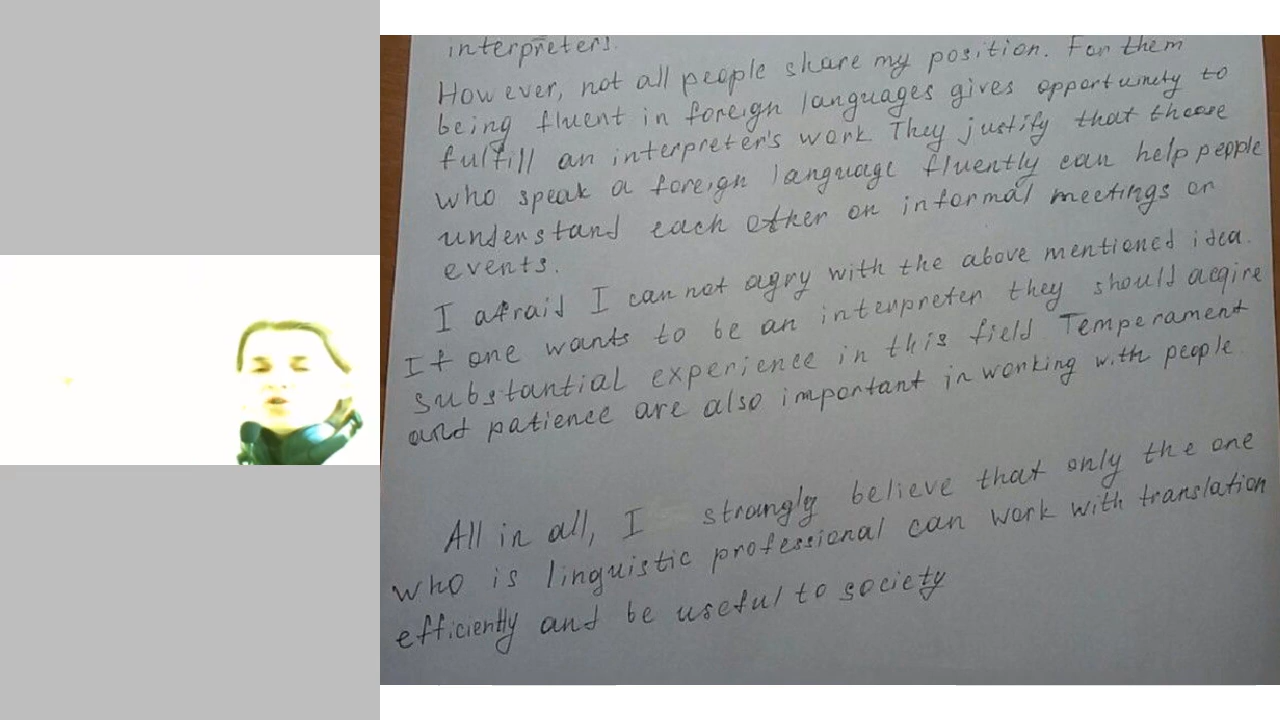 interpreters.
However, not all people share my position. For them
being fluent in foreign languages gives opportunity to
fulfill an interpreter's work They justify that theese
who speak a foreign language fluently can help people
understand each other on informal meetings or
events.
I afraid I can not agry with the above mentioned idea.
If one wants to be an interpreter they should acqire
substantial experience in this field Temperament
and patience are also important in working with people
All in all, I strongly believe that only the one
who is linguistic professional can work with translation
efficiently and be useful to society